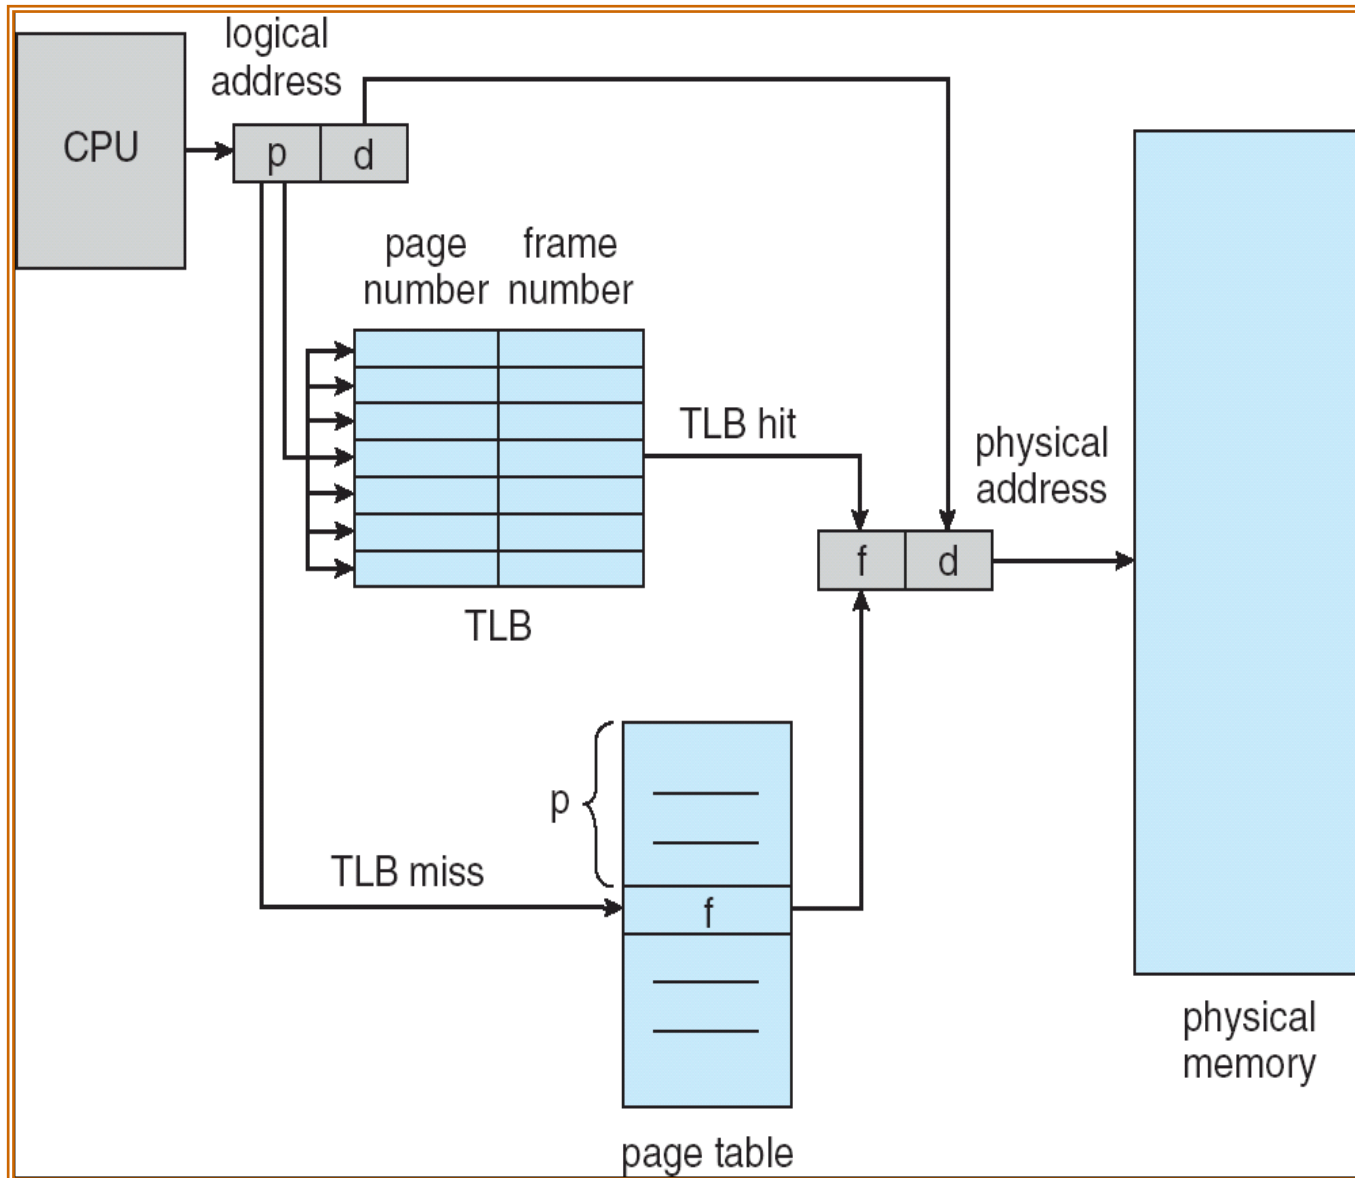 logical
address
CPU
p
d
page
number
frame
number
TLB hit
physical
address
f
d
TLB
p
TLB miss
f
physical
memory
page table